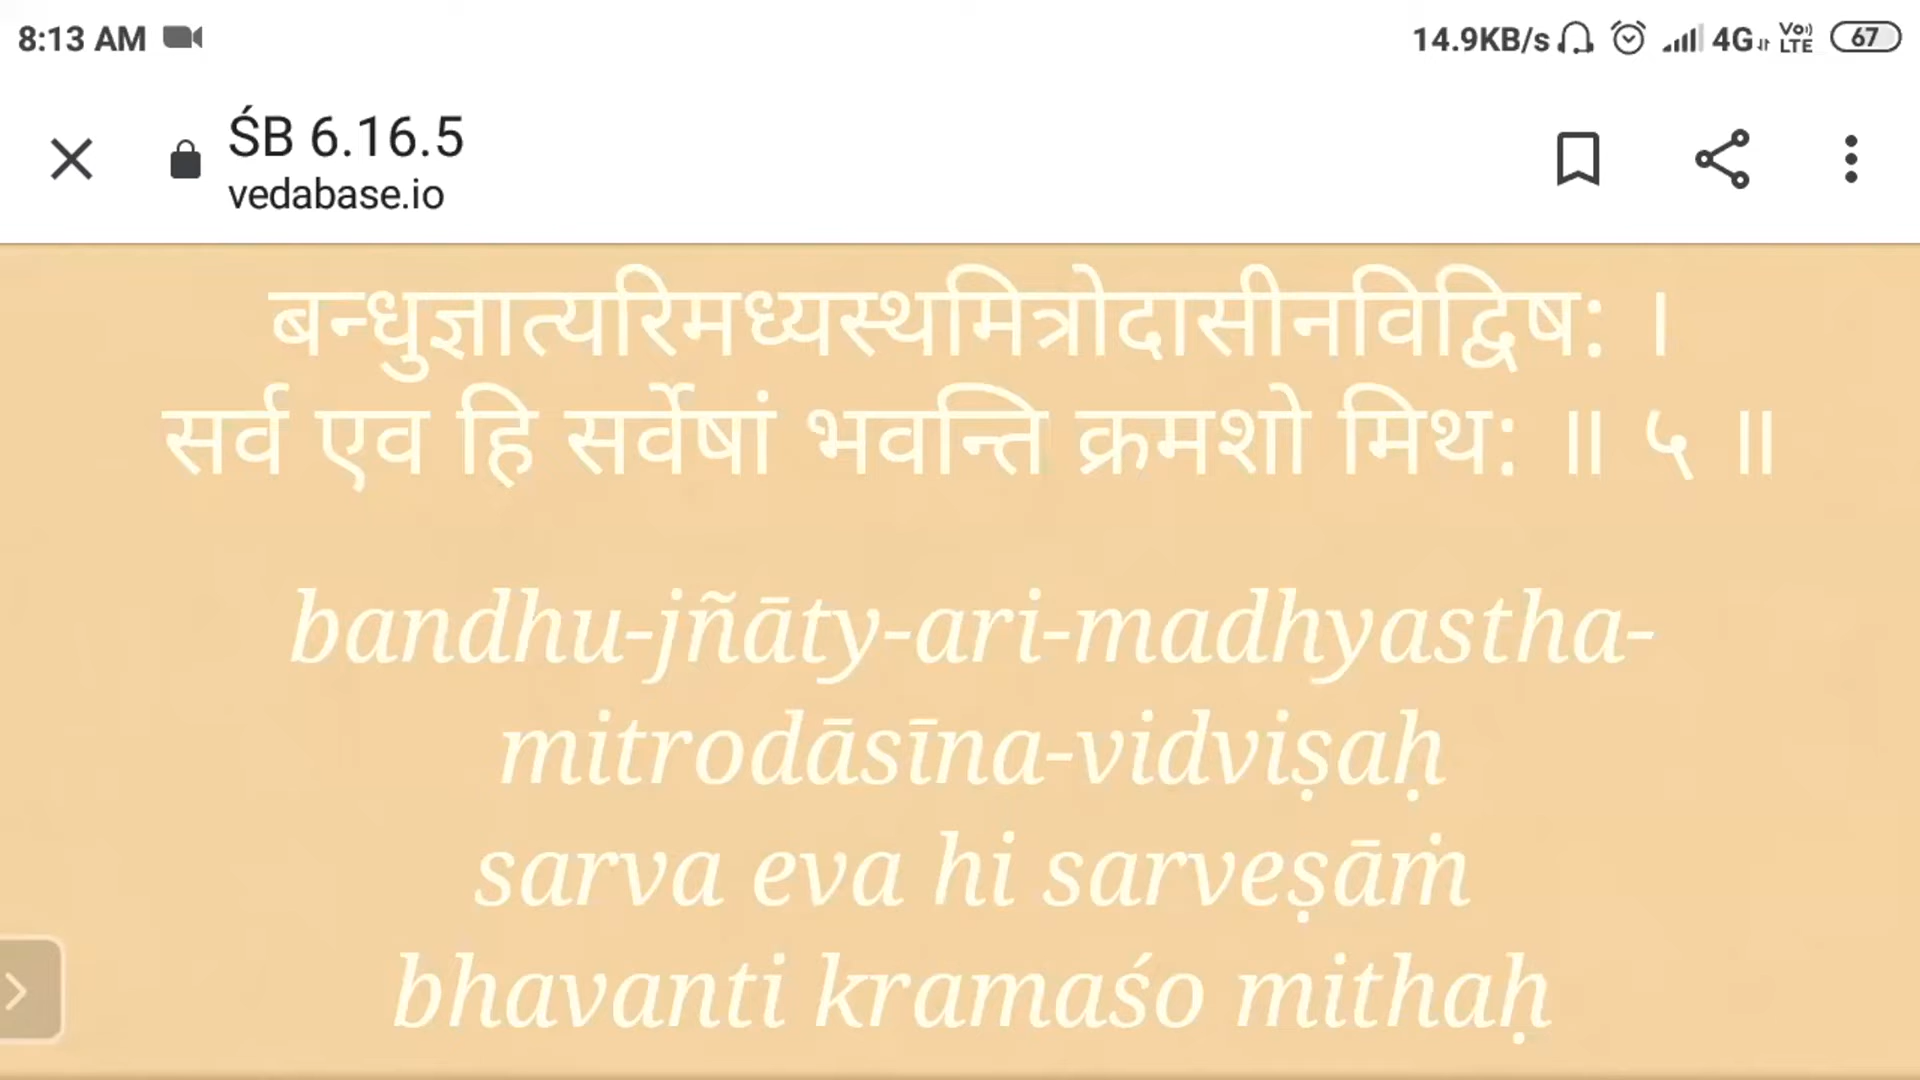 8:13 AM 14.9KB/s 4G Vo) LTE 67
ŚB 6.16.5
vedabase.io
बन्धुज्ञात्यरिमध्यस्थमित्रोदासीनविद्विष: ।
सर्व एव हि सर्वेषां भवन्ति क्रमशो मिथ: ॥ ५ ॥
bandhu-jñāty-ari-madhyastha-
mitrodāsīna-vidviṣaḥ
sarva eva hi sarveṣāṁ
bhavanti kramaśo mithaḥ